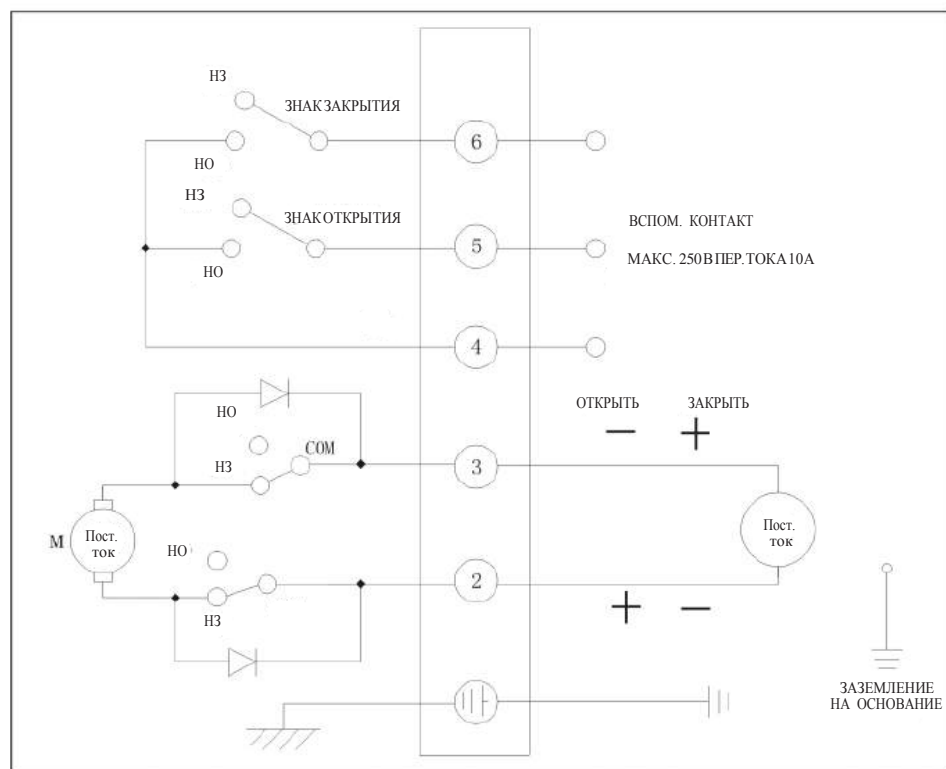 НЗ
ЗНАК ЗАКРЫТИЯ
6
НО
НЗ
ЗНАК ОТКРЫТИЯ
5
НО
ВСПОМ. КОНТАКТ
МАКС. 250В ПЕР. ТОКА 10А
4
НО
COM
НЗ
3
ОТКРЫТЬ
ЗАКРЫТЬ
− +
M
Пост.
ток
НО
НЗ
2
+ −
Пост.
ток
ЗАЗЕМЛЕНИЕ
НА ОСНОВАНИЕ